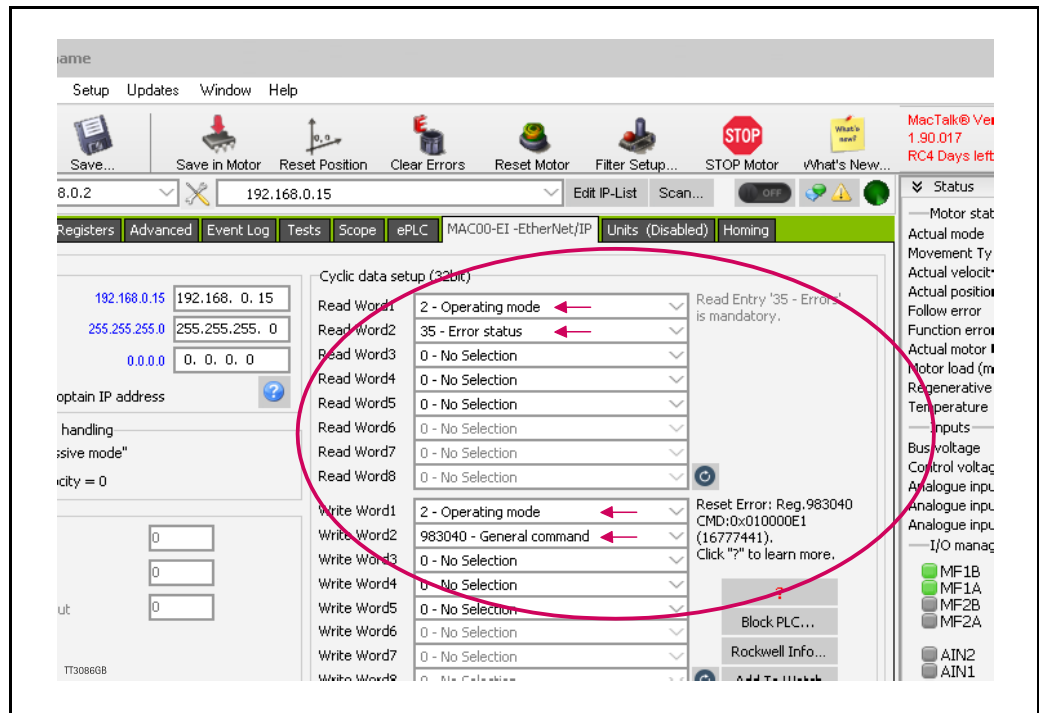 name
Setup Updates Window Help
Save... Save in Motor Reset Position Clear Errors Reset Motor Filter Setup... STOP Motor What's New...
STOP
What's new?
0,0
MacTalk® Ver
1.90.017
RC4 Days left
8.0.2 192.168.0.15 Edit IP-List Scan... OFF
Registers Advanced Event Log Tests Scope ePLC MAC00-EI -EtherNet/IP Units (Disabled) Homing
192.168.0.15 192.168. 0. 15
255.255.255.0 255.255.255. 0
0.0.0.0 0. 0. 0. 0
optain IP address
handling
ssive mode"
ocity = 0
0
0
ut 0
TT3086GB
Cyclic data setup (32bit)
Read Word1 2 - Operating mode
Read Word2 35 - Error status
Read Word3 0 - No Selection
Read Word4 0 - No Selection
Read Word5 0 - No Selection
Read Word6 0 - No Selection
Read Word7 0 - No Selection
Read Word8 0 - No Selection
Read Entry '35 - Errors'
is mandatory.
Write Word1 2 - Operating mode
Write Word2 983040 - General command
Write Word3 0 - No Selection
Write Word4 0 - No Selection
Write Word5 0 - No Selection
Write Word6 0 - No Selection
Write Word7 0 - No Selection
Write Word8 0 - No Selection
Reset Error: Reg.983040
CMD:0x010000E1
(16777441).
Click "?" to learn more.
?
Block PLC...
Rockwell Info...
Add To Watch
Status
Motor stat
Actual mode
Movement Ty
Actual velocit
Actual position
Follow error
Function error
Actual motor
Motor load (m
Regenerative
Temperature
Inputs
Bus voltage
Control voltag
Analogue inpu
Analogue inpu
Analogue inpu
I/O manag
MF1B
MF1A
MF2B
MF2A
AIN2
AIN1